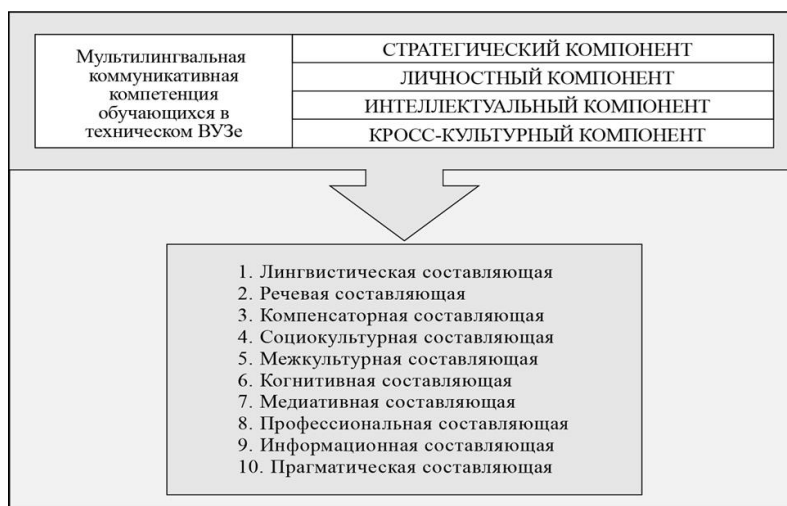 Мультилингвальная
коммуникативная
компетенция
обучающихся в
техническом ВУЗе
СТРАТЕГИЧЕСКИЙ КОМПОНЕНТ
ЛИЧНОСТНЫЙ КОМПОНЕНТ
ИНТЕЛЛЕКТУАЛЬНЫЙ КОМПОНЕНТ
КРОСС-КУЛЬТУРНЫЙ КОМПОНЕНТ
1. Лингвистическая составляющая
2. Речевая составляющая
3. Компенсаторная составляющая
4. Социокультурная составляющая
5. Межкультурная составляющая
6. Когнитивная составляющая
7. Медиативная составляющая
8. Профессиональная составляющая
9. Информационная составляющая
10. Прагматическая составляющая